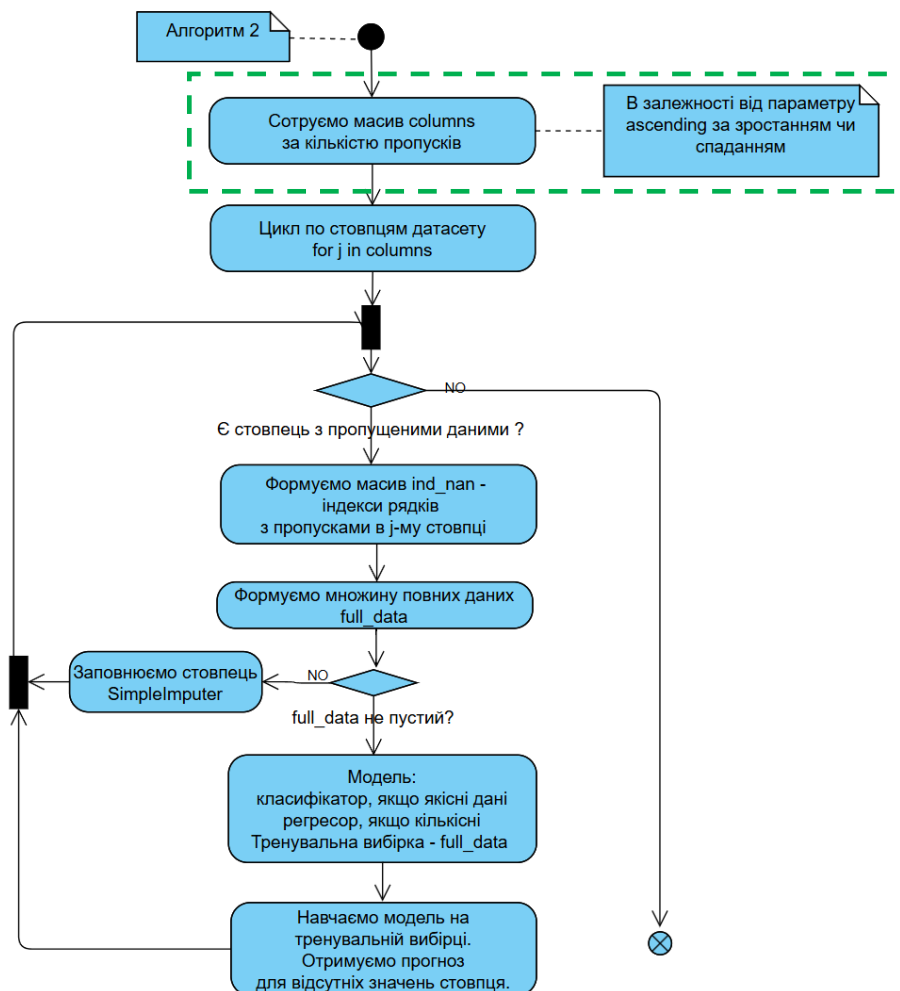 Алгоритм 2
Сотруємо масив columns
за кількістю пропусків
В залежності від параметру
ascending за зростанням чи
спаданням
Цикл по стовпцям датасету
for j in columns
NO
Є стовпець з пропущеними даними ?
Формуємо масив ind_nan -
індекси рядків
з пропусками в j-му стовпці
Формуємо множину повних даних
full_data
Заповнюємо стовпець
SimpleImputer
NO
full_data не пустий?
Модель:
класифікатор, якщо якісні дані
регресор, якщо кількісні
Тренувальна вибірка - full_data
Навчаємо модель на
тренувальній вибірці.
Отримуємо прогноз
для відсутніх значень стовпця.